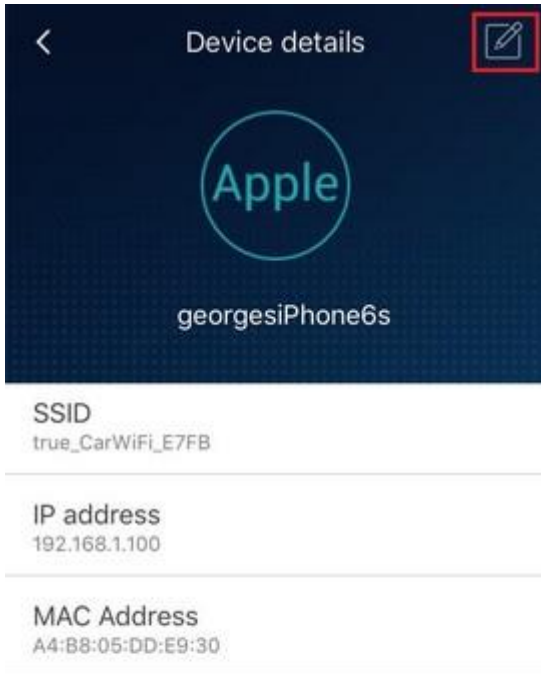 Device details
Apple
georgesiPhone6s
SSID
true_CarWiFi_E7FB
IP address
192.168.1.100
MAC Address
A4:B8:05:DD:E9:30